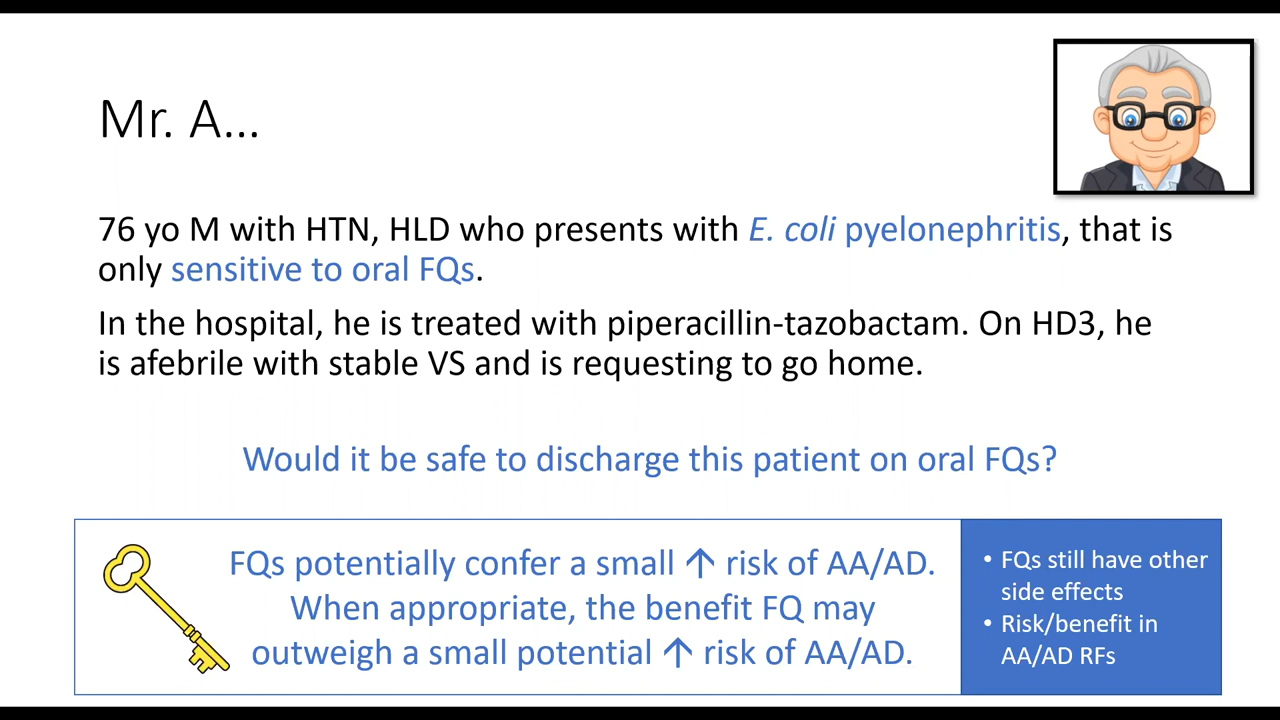 Mr. A...
76 yo M with HTN, HLD who presents with E. coli pyelonephritis, that is
only sensitive to oral FQs.
In the hospital, he is treated with piperacillin-tazobactam. On HD3, he
is afebrile with stable VS and is requesting to go home.
Would it be safe to discharge this patient on oral FQs?
FQs potentially confer a small ↑ risk of AA/AD.
When appropriate, the benefit FQ may
outweigh a small potential ↑ risk of AA/AD.
• FQs still have other
side effects
• Risk/benefit in
AA/AD RFs